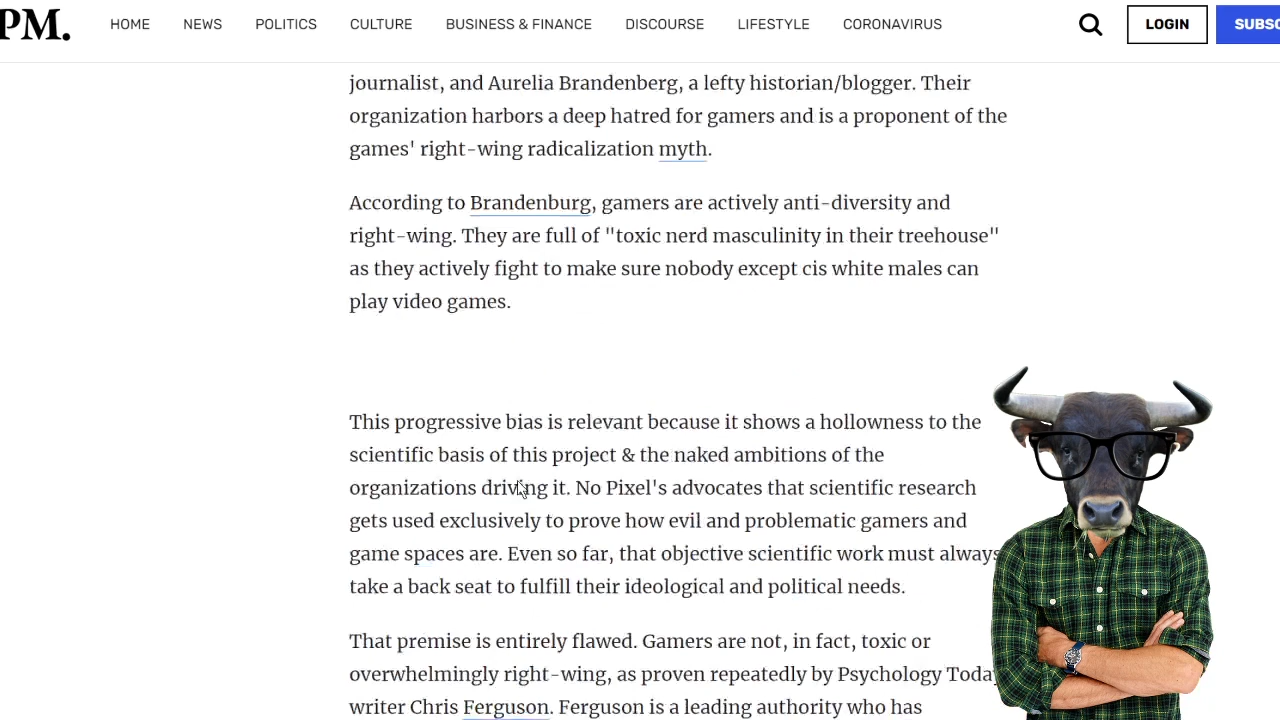 PM.
HOME NEWS POLITICS CULTURE BUSINESS & FINANCE DISCOURSE LIFESTYLE CORONAVIRUS LOGIN SUBSC
journalist, and Aurelia Brandenberg, a lefty historian/blogger. Their
organization harbors a deep hatred for gamers and is a proponent of the
games' right-wing radicalization myth.
According to Brandenburg, gamers are actively anti-diversity and
right-wing. They are full of "toxic nerd masculinity in their treehouse"
as they actively fight to make sure nobody except cis white males can
play video games.
This progressive bias is relevant because it shows a hollowness to the
scientific basis of this project & the naked ambitions of the
organizations driving it. No Pixel's advocates that scientific research
gets used exclusively to prove how evil and problematic gamers and
game spaces are. Even so far, that objective scientific work must always
take a back seat to fulfill their ideological and political needs.
That premise is entirely flawed. Gamers are not, in fact, toxic or
overwhelmingly right-wing, as proven repeatedly by Psychology Today
writer Chris Ferguson. Ferguson is a leading authority who has